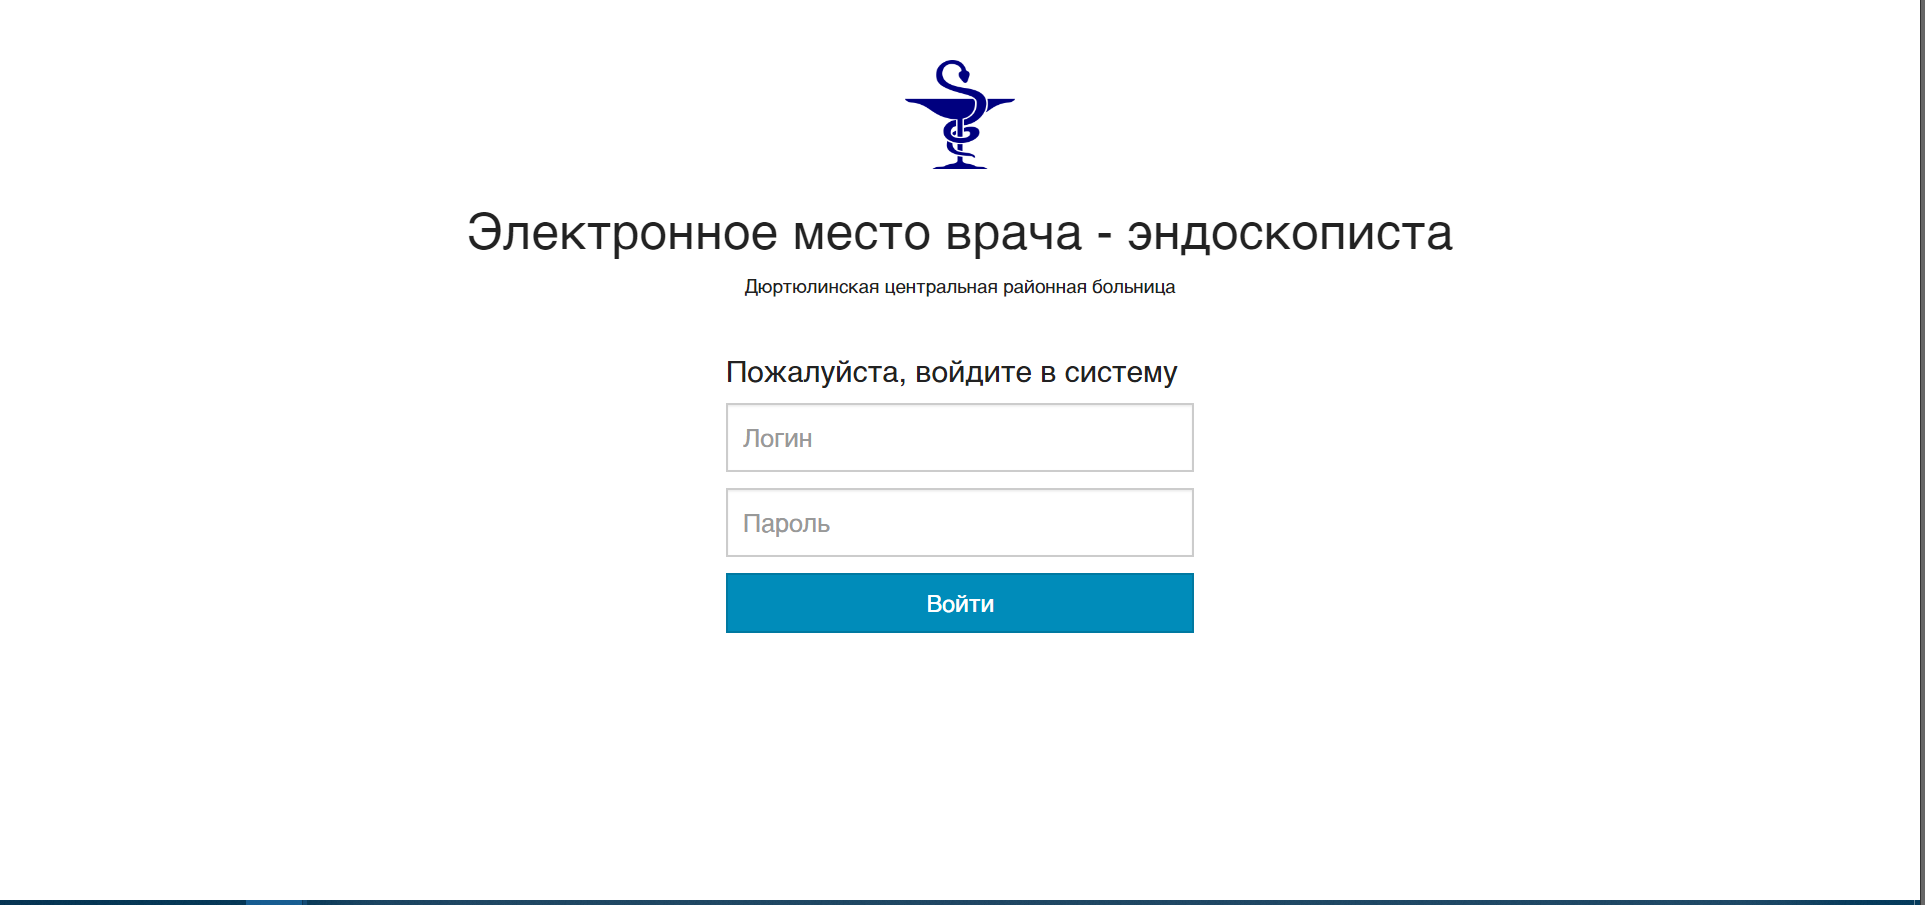 Электронное место врача - эндоскописта
Дюртюлинская центральная районная больница
Пожалуйста, войдите в систему
Логин
Пароль
Войти